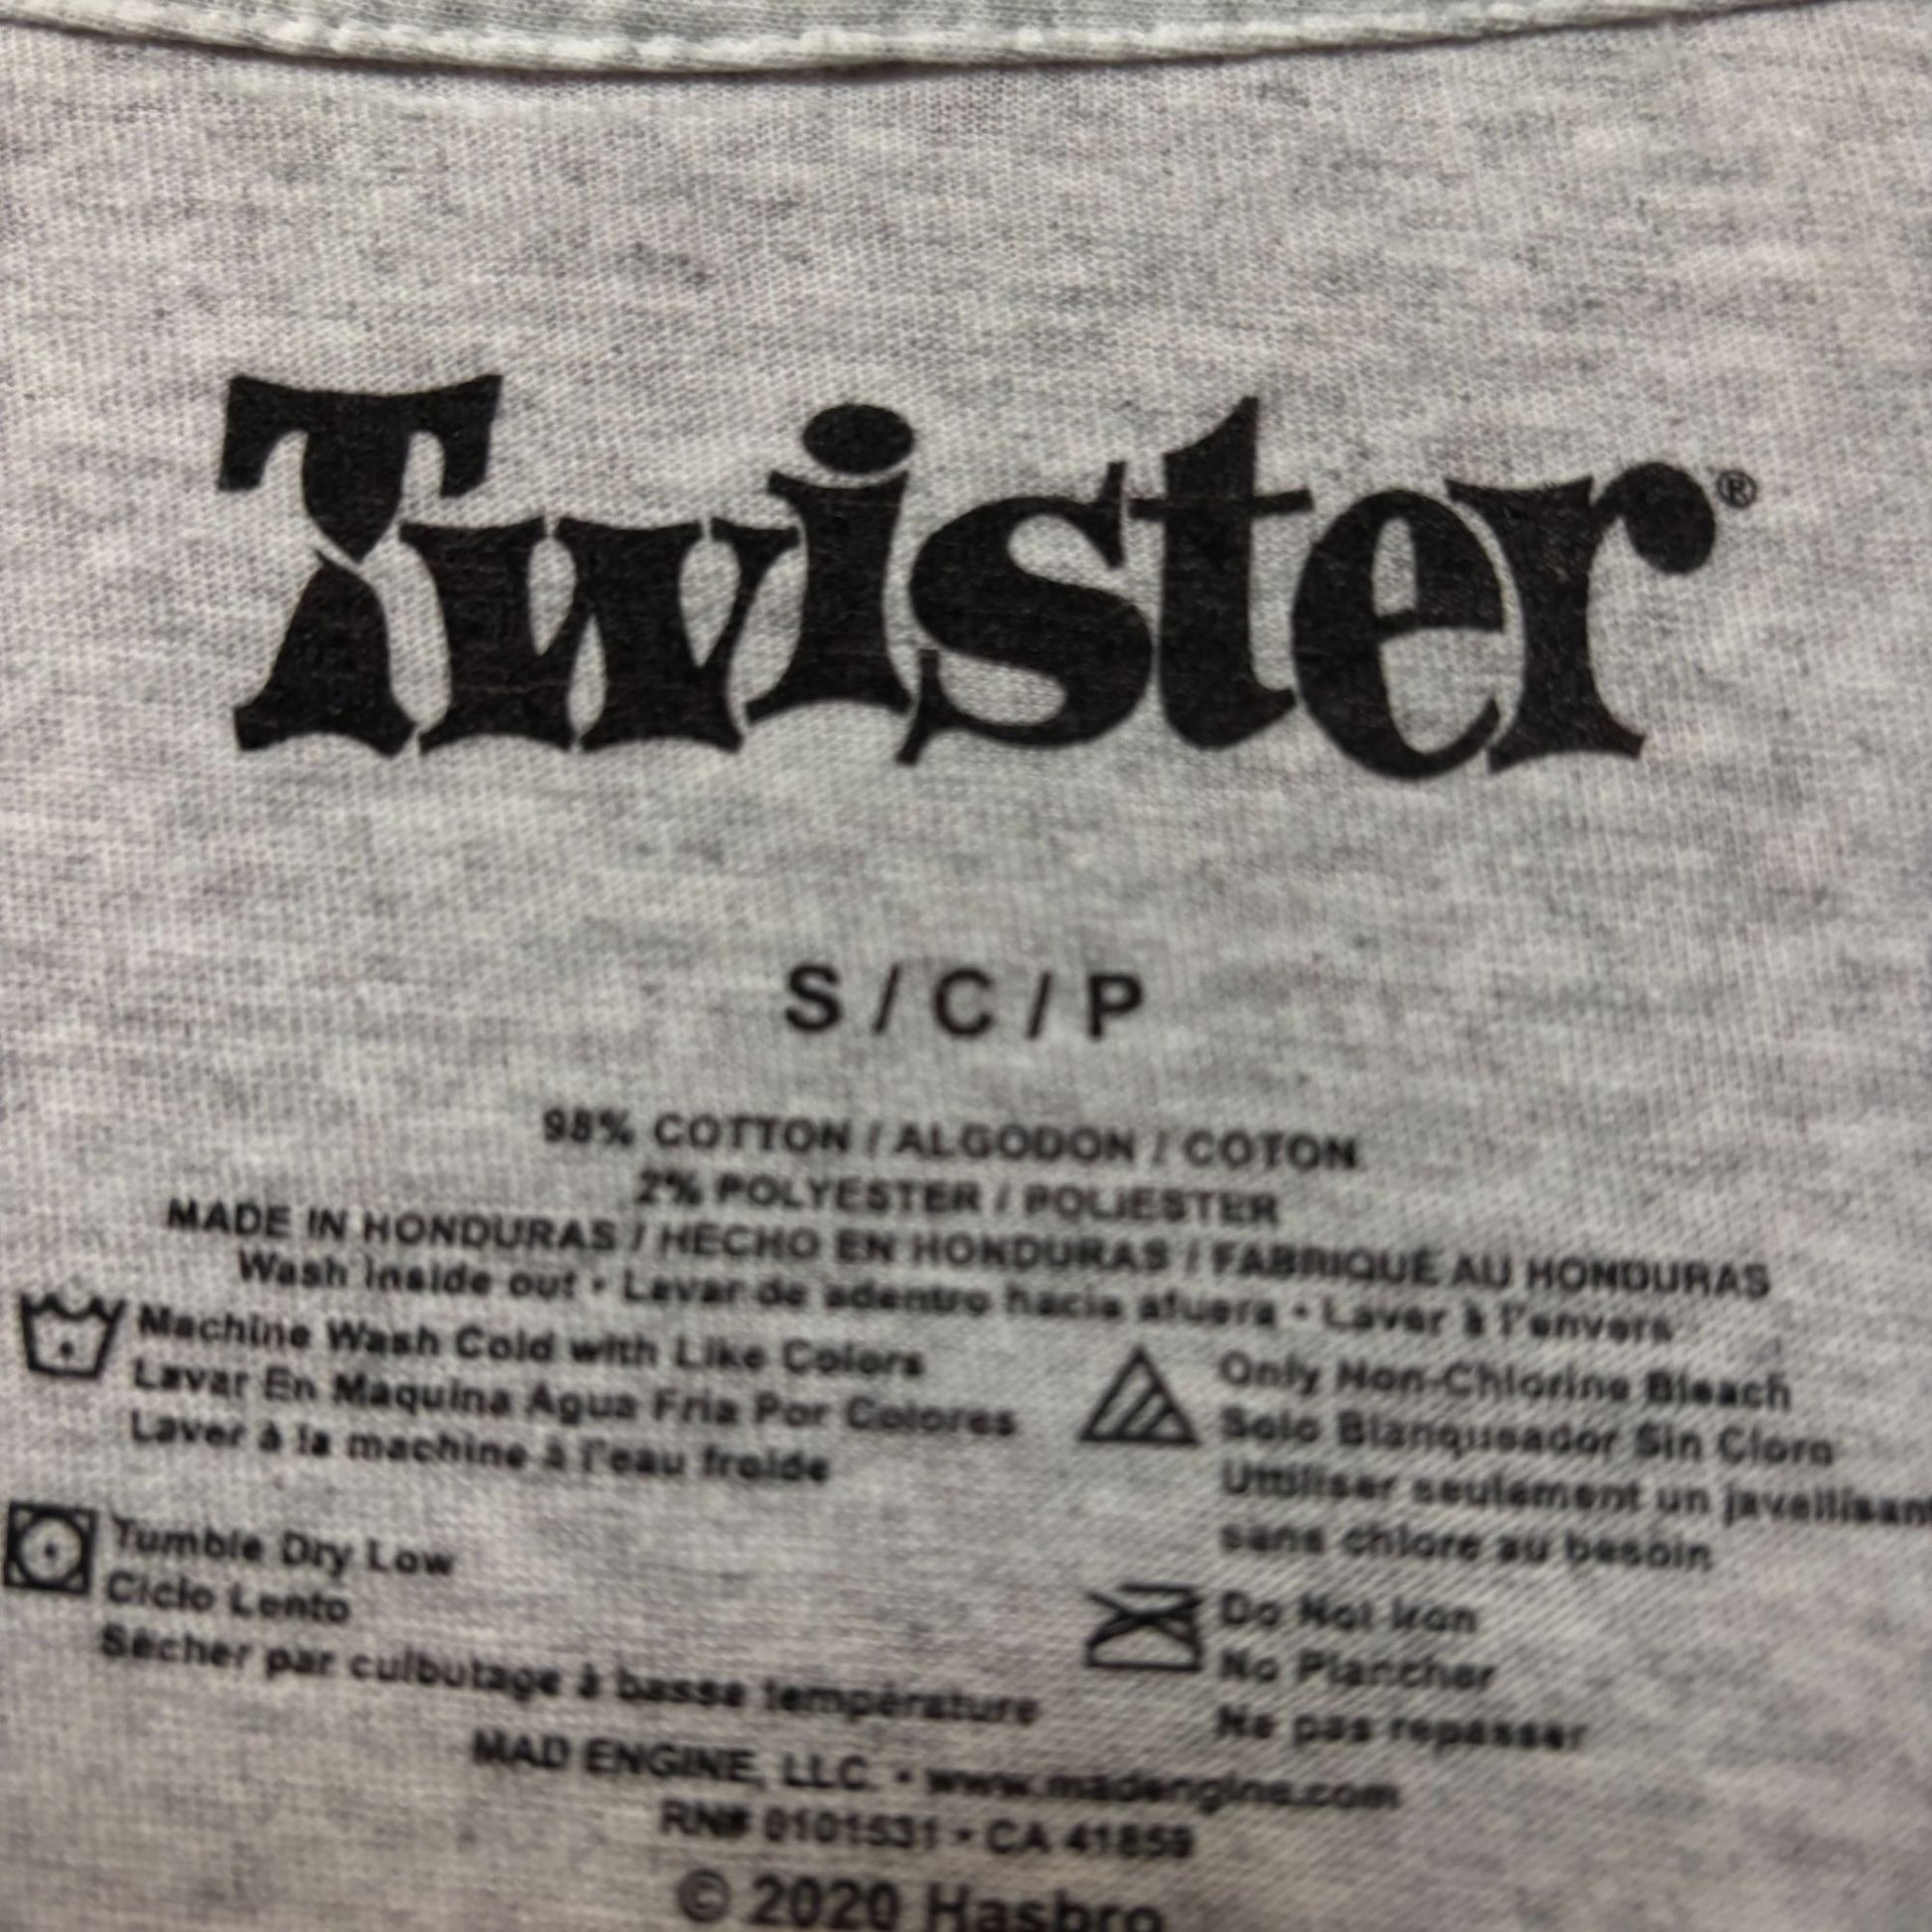 Twister®
S / C / P
98% COTTON / ALGODON / COTON
2% POLYESTER / POLIESTER
MADE IN HONDURAS / HECHO EN HONDURAS / FABRIQUÉ AU HONDURAS
Wash inside out • Lavar de adentro hacia afuera • Laver à l'envers
Machine Wash Cold with Like Colors
Lavar En Maquina Agua Fria Por Colores
Laver à la machine à l'eau froide
Only Non-Chlorine Bleach
Solo Blanqueador Sin Cloro
Uttiliser seulement un javellisan
sans chlore au besoin
Tumble Dry Low
Ciclo Lento
Sécher par culbutage à basse température
Do Not Iron
No Plancher
Ne pas repasser
MAD ENGINE, LLC. • www.madengine.com
RN# 0101531 • CA 41859
© 2020 Hasbro